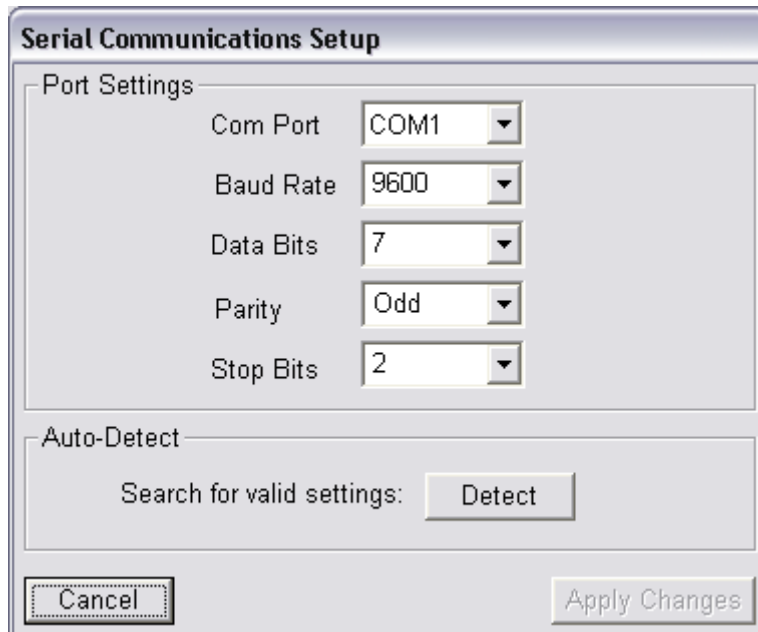 Serial Communications Setup
Port Settings
Com Port COM1
Baud Rate 9600
Data Bits 7
Parity Odd
Stop Bits 2
Auto-Detect
Search for valid settings: Detect
Cancel Apply Changes